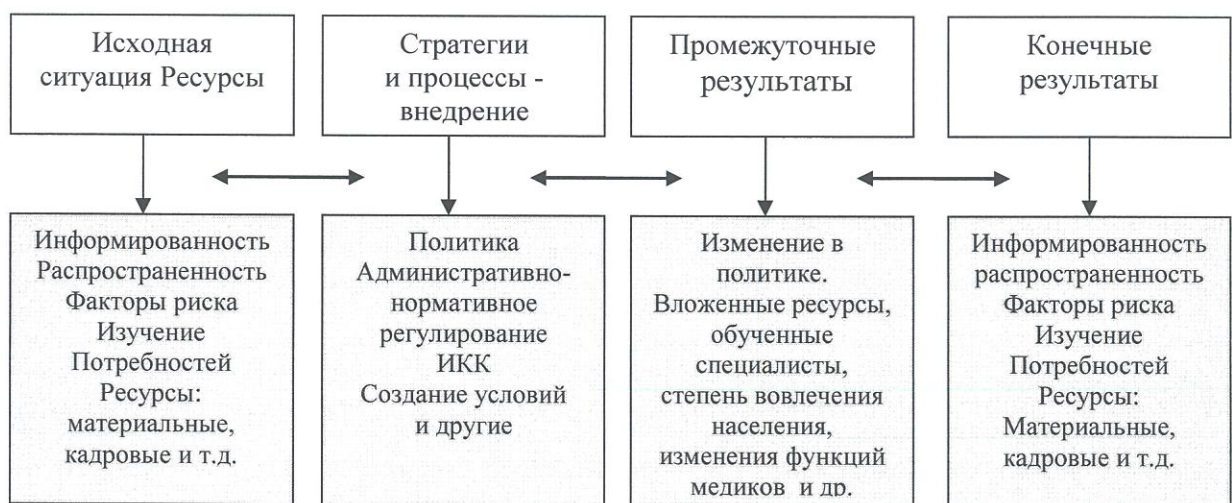 Исходная
ситуация Ресурсы
Стратегии
и процессы -
внедрение
Промежуточные
результаты
Конечные
результаты
Информированность
Распространенность
Факторы риска
Изучение
Потребностей
Ресурсы:
материальные,
кадровые и т.д.
Политика
Административно-
нормативное
регулирование
ИКК
Создание условий
и другие
Изменение в
политике.
Вложенные ресурсы,
обученные
специалисты,
степень вовлечения
населения,
изменения функций
медиков и др.
Информированность
распространенность
Факторы риска
Изучение
Потребностей
Ресурсы:
Материальные,
кадровые и т.д.